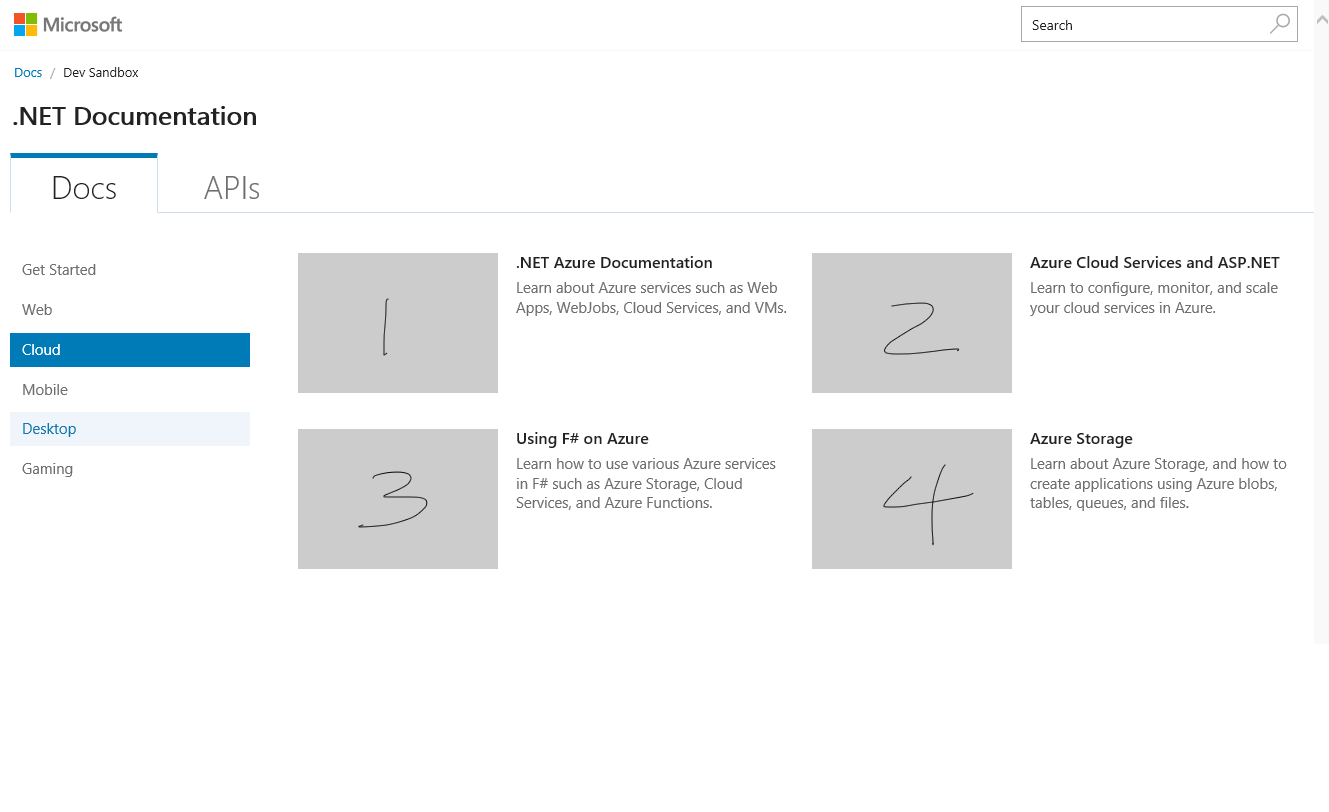 Microsoft
Search
Docs / Dev Sandbox
.NET Documentation
Docs
APIs
Get Started
Web
Cloud
Mobile
Desktop
Gaming
1
.NET Azure Documentation
Learn about Azure services such as Web
Apps, WebJobs, Cloud Services, and VMs.
2
Azure Cloud Services and ASP.NET
Learn to configure, monitor, and scale
your cloud services in Azure.
3
Using F# on Azure
Learn how to use various Azure services
in F# such as Azure Storage, Cloud
Services, and Azure Functions.
4
Azure Storage
Learn about Azure Storage, and how to
create applications using Azure blobs,
tables, queues, and files.